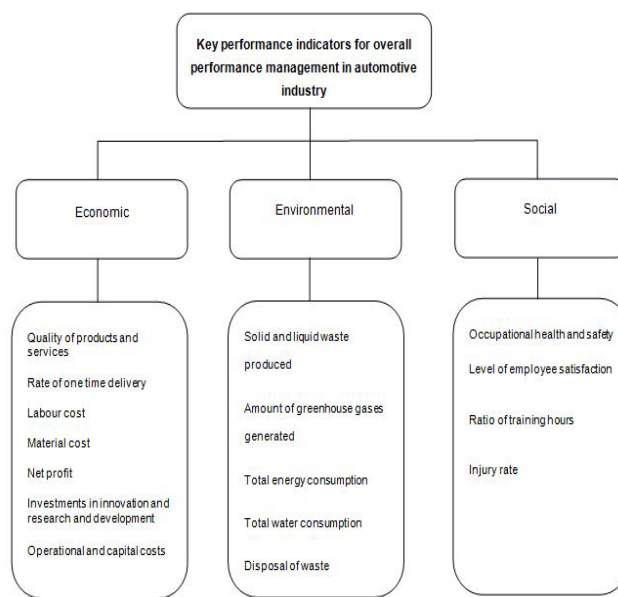 Key performance indicators for overall
performance management in automotive
industry
Economic
Environmental
Social
Quality of products and
services
Rate of one time delivery
Labour cost
Material cost
Net profit
Investments in innovation and
research and development
Operational and capital costs
Solid and liquid waste
produced
Amount of greenhouse gases
generated
Total energy consumption
Total water consumption
Disposal of waste
Occupational health and safety
Level of employee satisfaction
Ratio of training hours
Injury rate